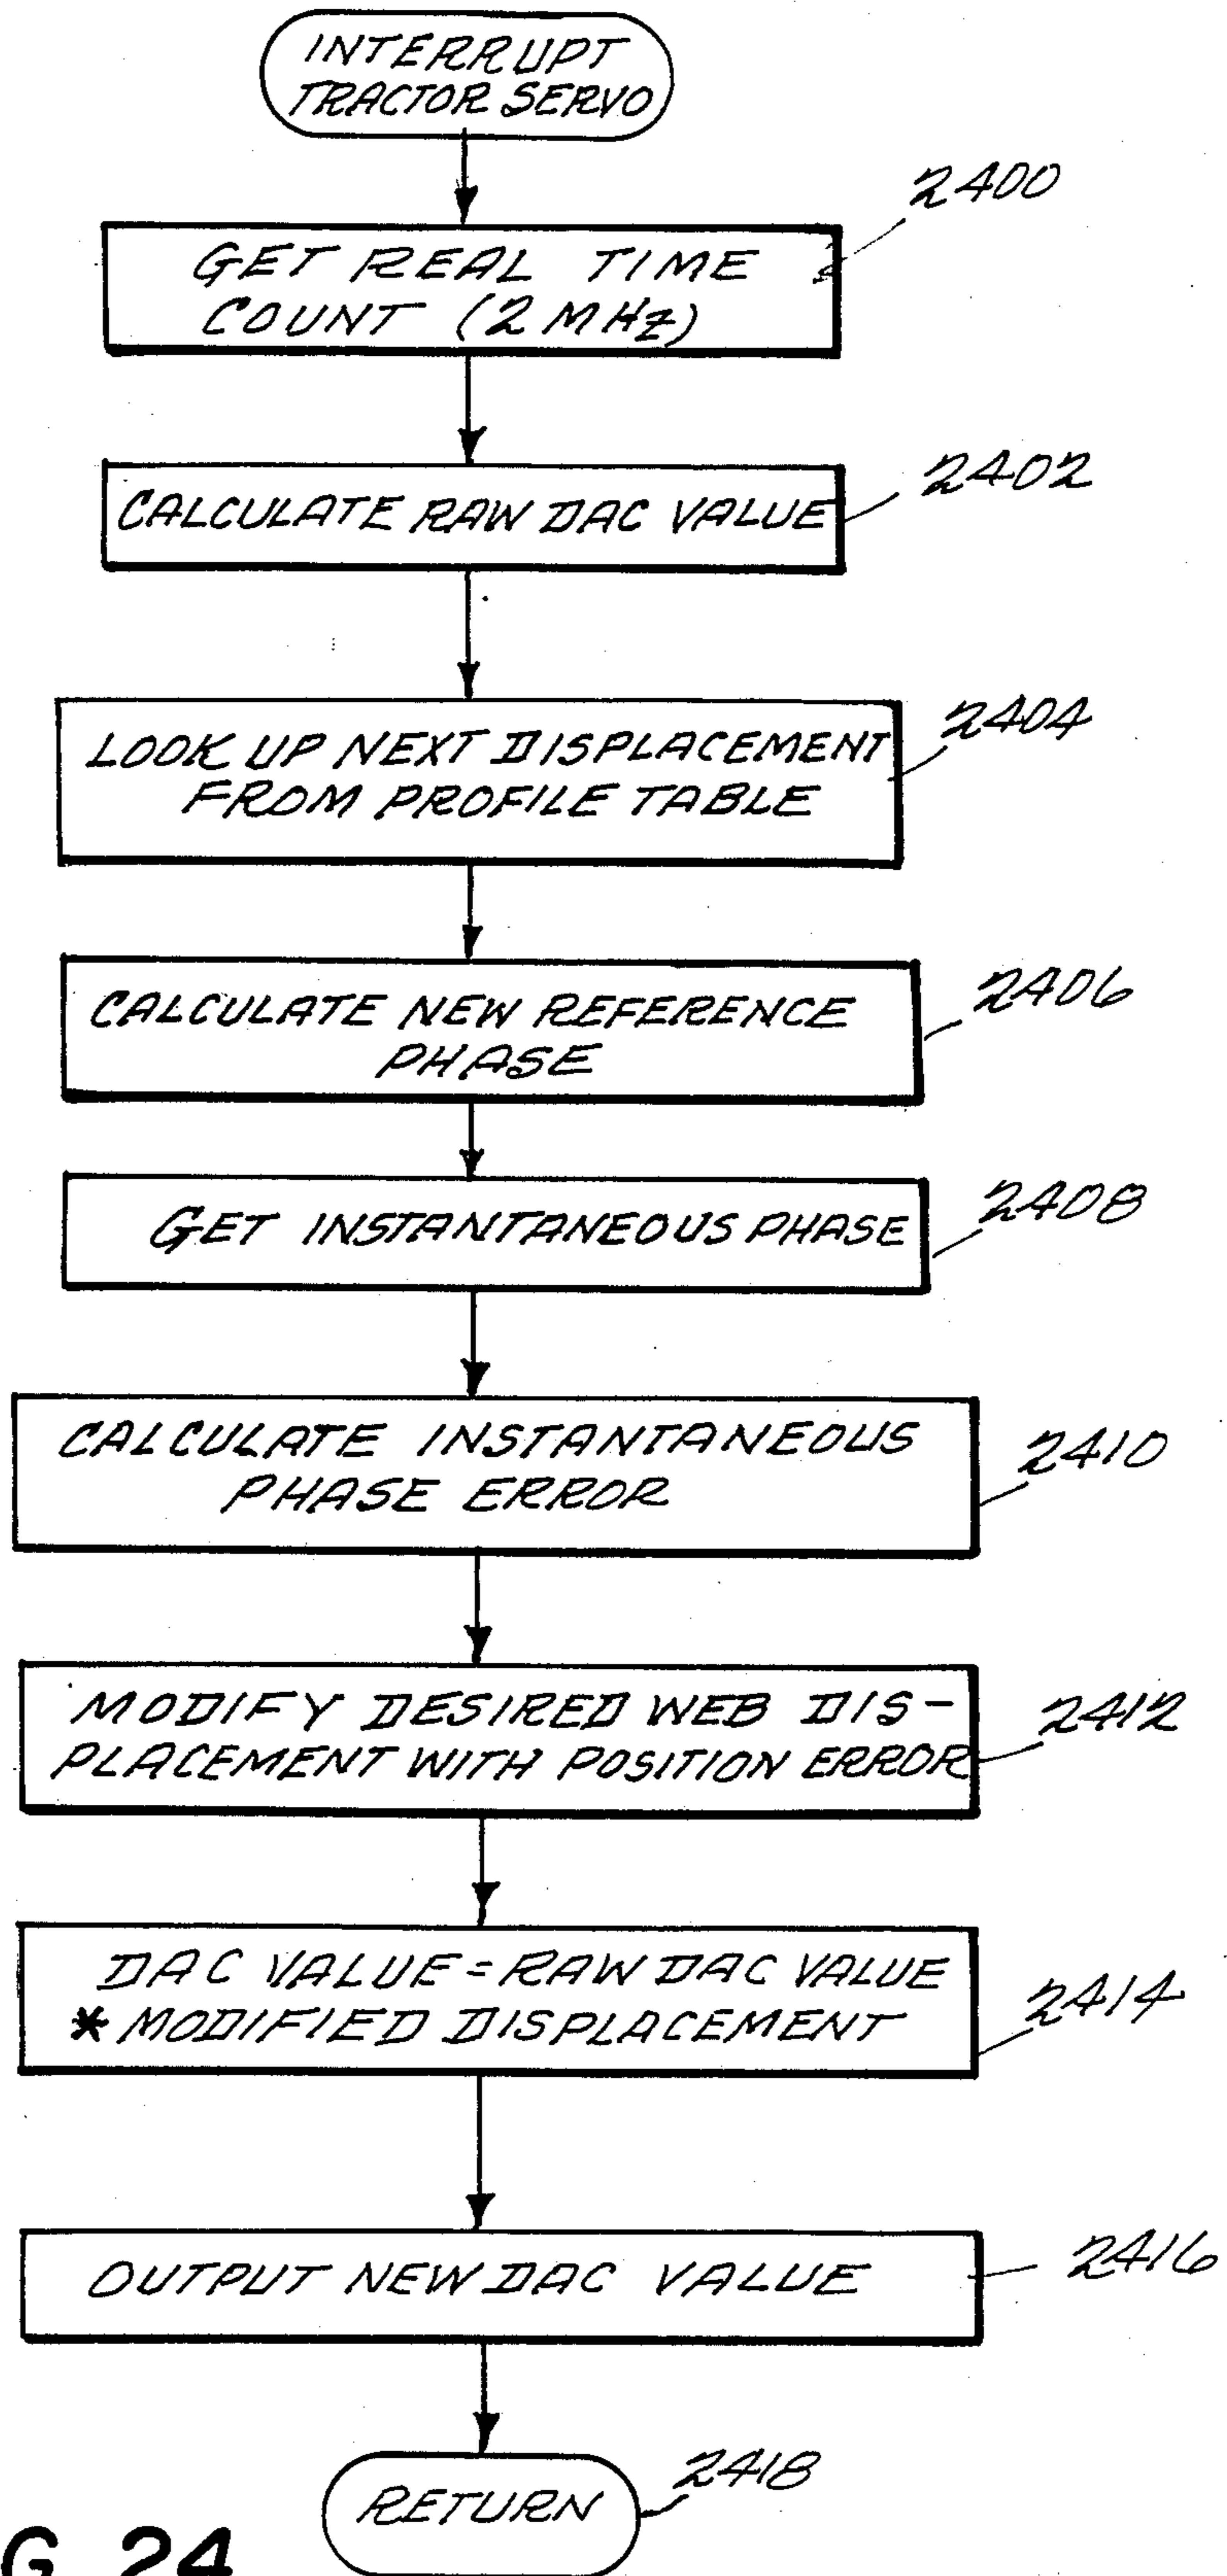 INTERRUPT
TRACTOR SERVO
2400
GET REAL TIME
COUNT (2 MHz)
2402
CALCULATE RAW DAC VALUE
2404
LOOK UP NEXT DISPLACEMENT
FROM PROFILE TABLE
2406
CALCULATE NEW REFERENCE
PHASE
2408
GET INSTANTANEOUS PHASE
CALCULATE INSTANTANEOUS
PHASE ERROR
2410
MODIFY DESIRED WEB DIS-
PLACEMENT WITH POSITION ERROR
2412
DAC VALUE = RAW DAC VALUE
* MODIFIED DISPLACEMENT
2414
OUTPUT NEW DAC VALUE
2416
RETURN
2418
G. 24